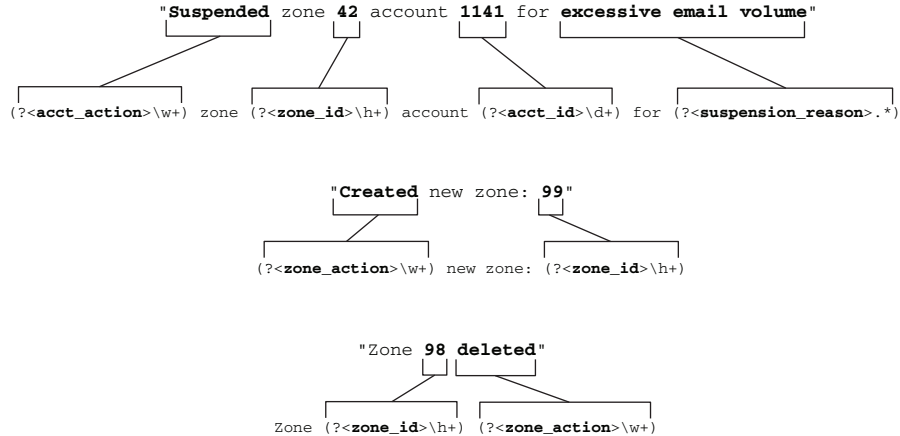 "Suspended zone 42 account 1141 for excessive email volume"
(?<acct_action>\w+) zone (?<zone_id>\h+) account (?<acct_id>\d+) for (?<suspension_reason>.*)
"Created new zone: 99"
(?<zone_action>\w+) new zone: (?<zone_id>\h+)
"Zone 98 deleted"
Zone (?<zone_id>\h+) (?<zone_action>\w+)